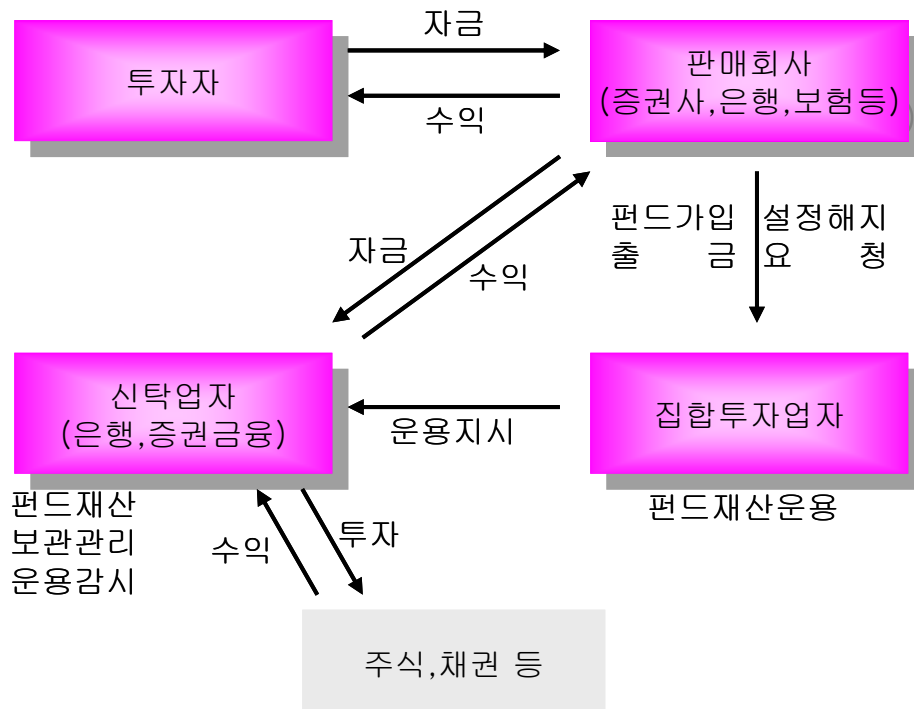 자금
투자자
판매회사
(증권사,은행,보험등)
수익
펀드가입 설정해지
출 금 요 청
자금
수익
신탁업자
(은행,증권금융)
집합투자업자
운용지시
펀드재산
보관관리
운용감시
펀드재산운용
수익
투자
주식,채권 등